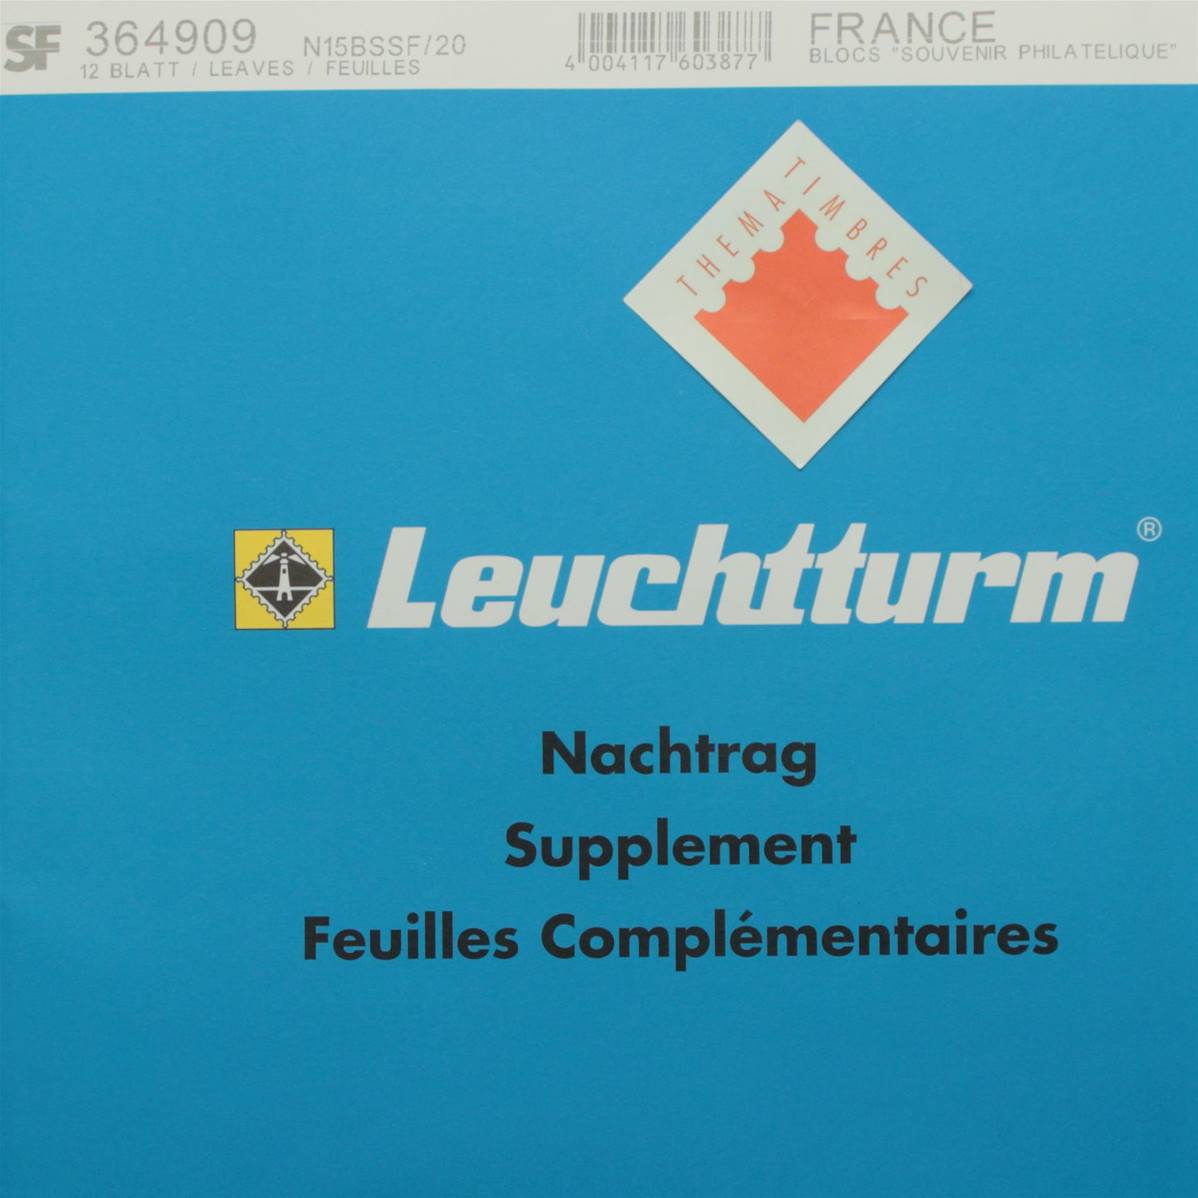 SF 364909 N15BSSF/20
12 BLATT / LEAVES / FEUILLES
4 004117 603877
FRANCE
BLOCS "SOUVENIR PHILATELIQUE"
THEMA TIMBRES
Leuchtturm®
Nachtrag
Supplement
Feuilles Complémentaires